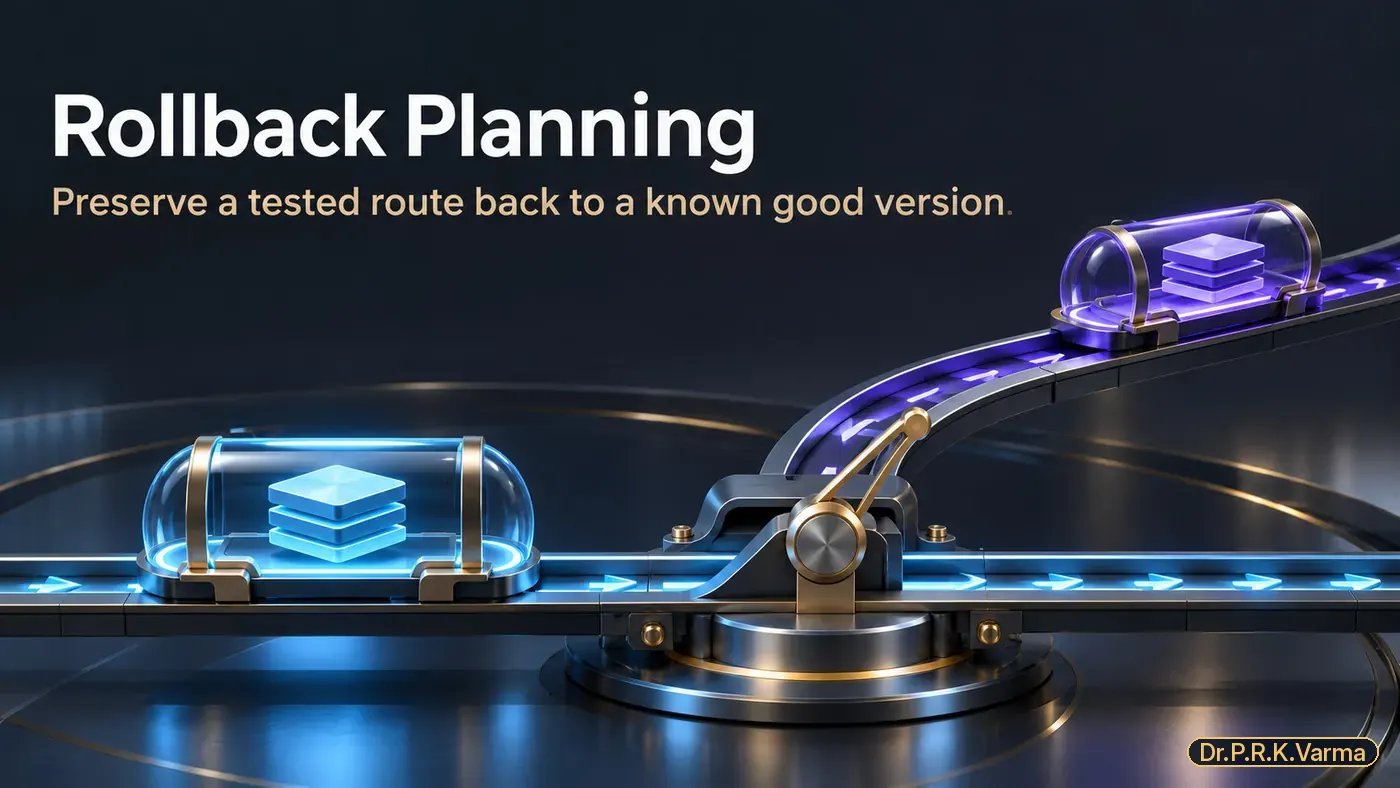 Rollback Planning
Preserve a tested route back to a known good version.
Dr.P.R.K.Varma